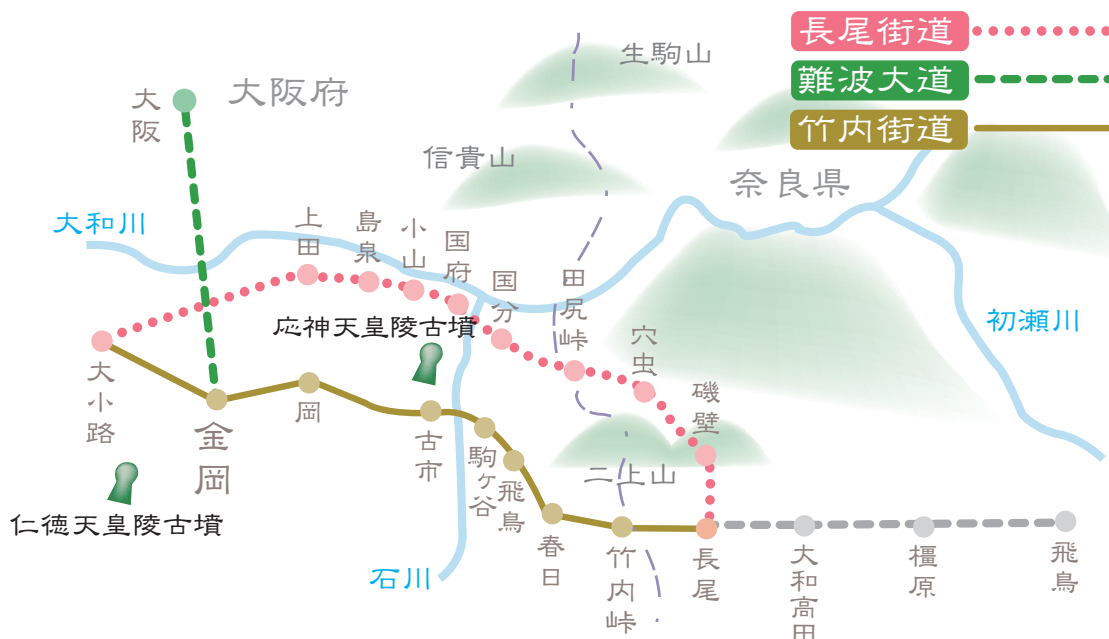 長尾街道
難波大道
竹内街道
生駒山
大阪府
大阪
信貴山
奈良県
大和川
上田
島泉
小山
国府
国分
田尻峠
初瀬川
応神天皇陵古墳
穴虫
大小路
磯壁
金岡
岡
古市
駒ヶ谷
飛鳥
二上山
仁徳天皇陵古墳
春日
竹内峠
長尾
大和高田
橿原
飛鳥
石川